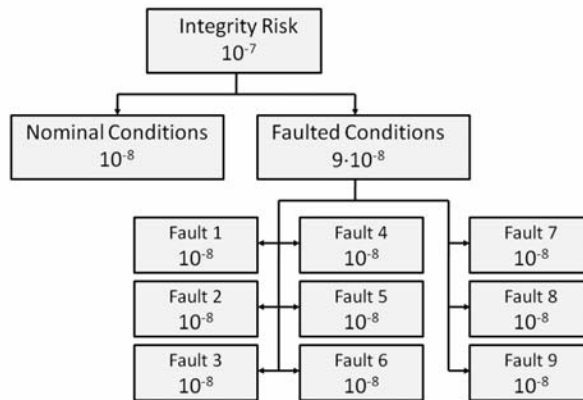 Integrity Risk
10⁻⁷
Nominal Conditions
10⁻⁸
Faulted Conditions
9·10⁻⁸
Fault 1
10⁻⁸
Fault 4
10⁻⁸
Fault 7
10⁻⁸
Fault 2
10⁻⁸
Fault 5
10⁻⁸
Fault 8
10⁻⁸
Fault 3
10⁻⁸
Fault 6
10⁻⁸
Fault 9
10⁻⁸